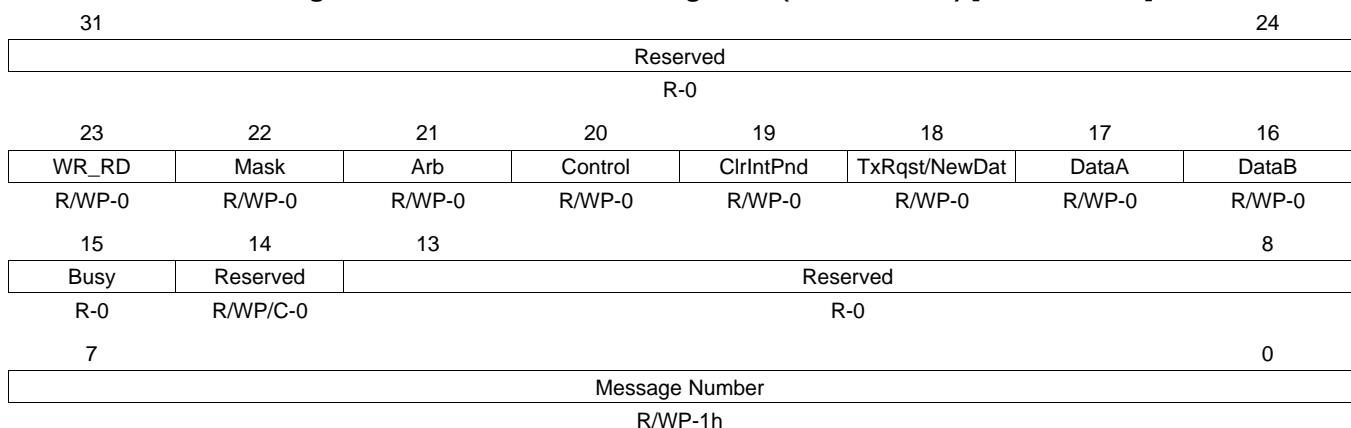 31 24
Reserved
R-0
23 22 21 20 19 18 17 16
WR_RD Mask Arb Control ClrIntPnd TxRqst/NewDat DataA DataB
R/WP-0 R/WP-0 R/WP-0 R/WP-0 R/WP-0 R/WP-0 R/WP-0 R/WP-0
15 14 13 8
Busy Reserved Reserved
R-0 R/WP/C-0 R-0
7 0
Message Number
R/WP-1h